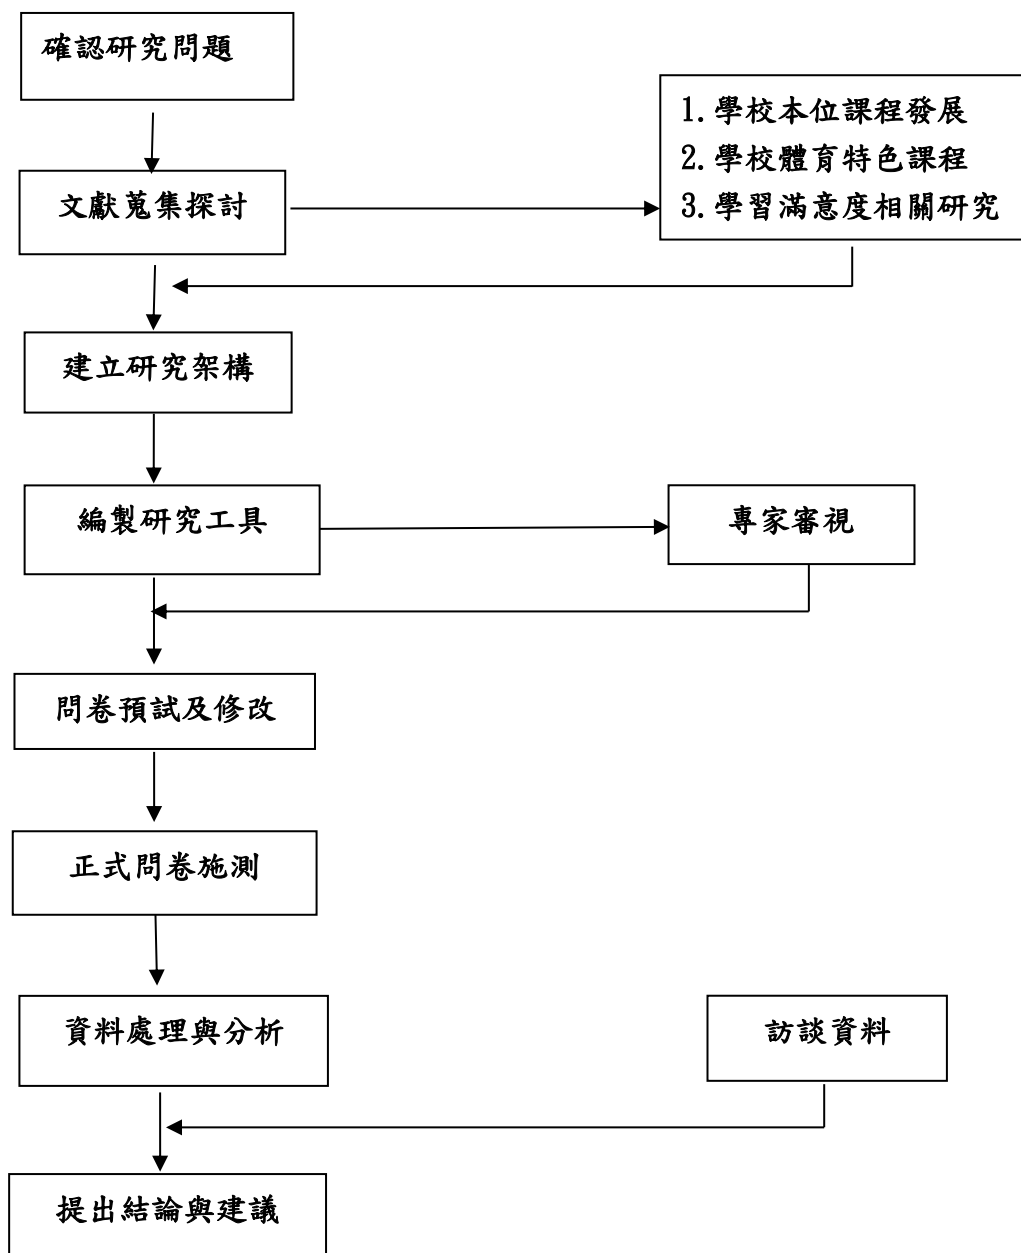 確認研究問題
1.學校本位課程發展
2.學校體育特色課程
3.學習滿意度相關研究
文獻蒐集探討
建立研究架構
編製研究工具
專家審視
問卷預試及修改
正式問卷施測
資料處理與分析
訪談資料
提出結論與建議